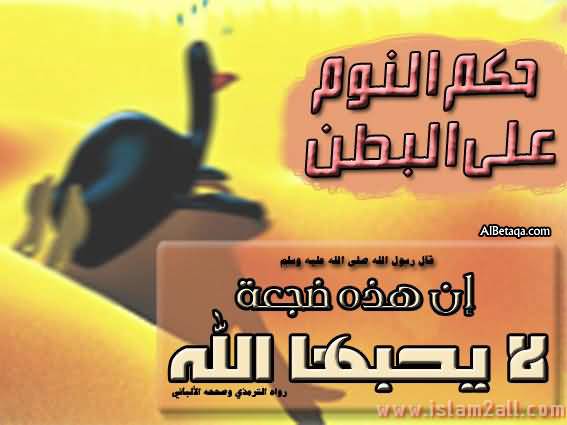 حكم النوم
على البطن
AlBetaqa.com
قال رسول الله صلى الله عليه وسلم
إن هذه ضجعة
لا يحبها الله
رواه الترمذي وصححه الألباني
www.islam2all.com